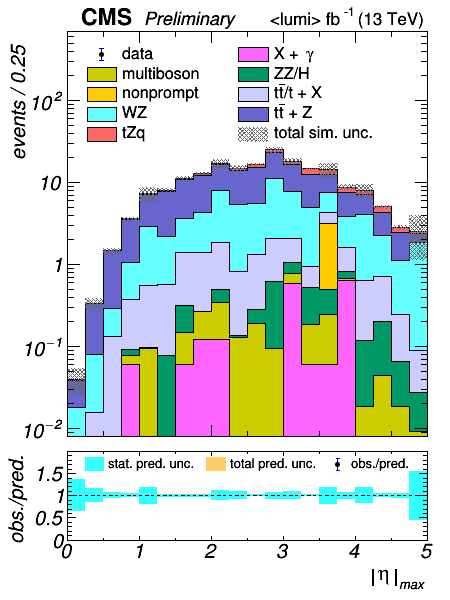 CMS Preliminary <lumi> fb⁻¹ (13 TeV)
events / 0.25
data
multiboson
nonprompt
WZ
tZq
X + γ
ZZ/H
tt̄/t + X
tt̄ + Z
total sim. unc.
10²
10
1
10⁻¹
10⁻²
obs./pred.
stat. pred. unc. total pred. unc. obs./pred.
1.5
1
0.5
0
0 1 2 3 4 5
|η|max